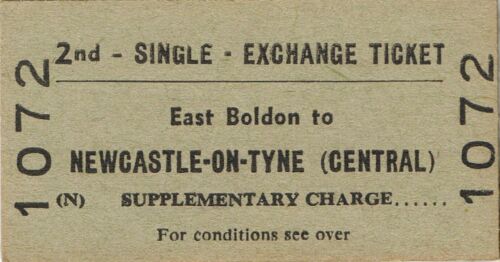 2nd - SINGLE - EXCHANGE TICKET
East Boldon to
NEWCASTLE-ON-TYNE (CENTRAL)
(N) SUPPLEMENTARY CHARGE......
For conditions see over
1072
1072